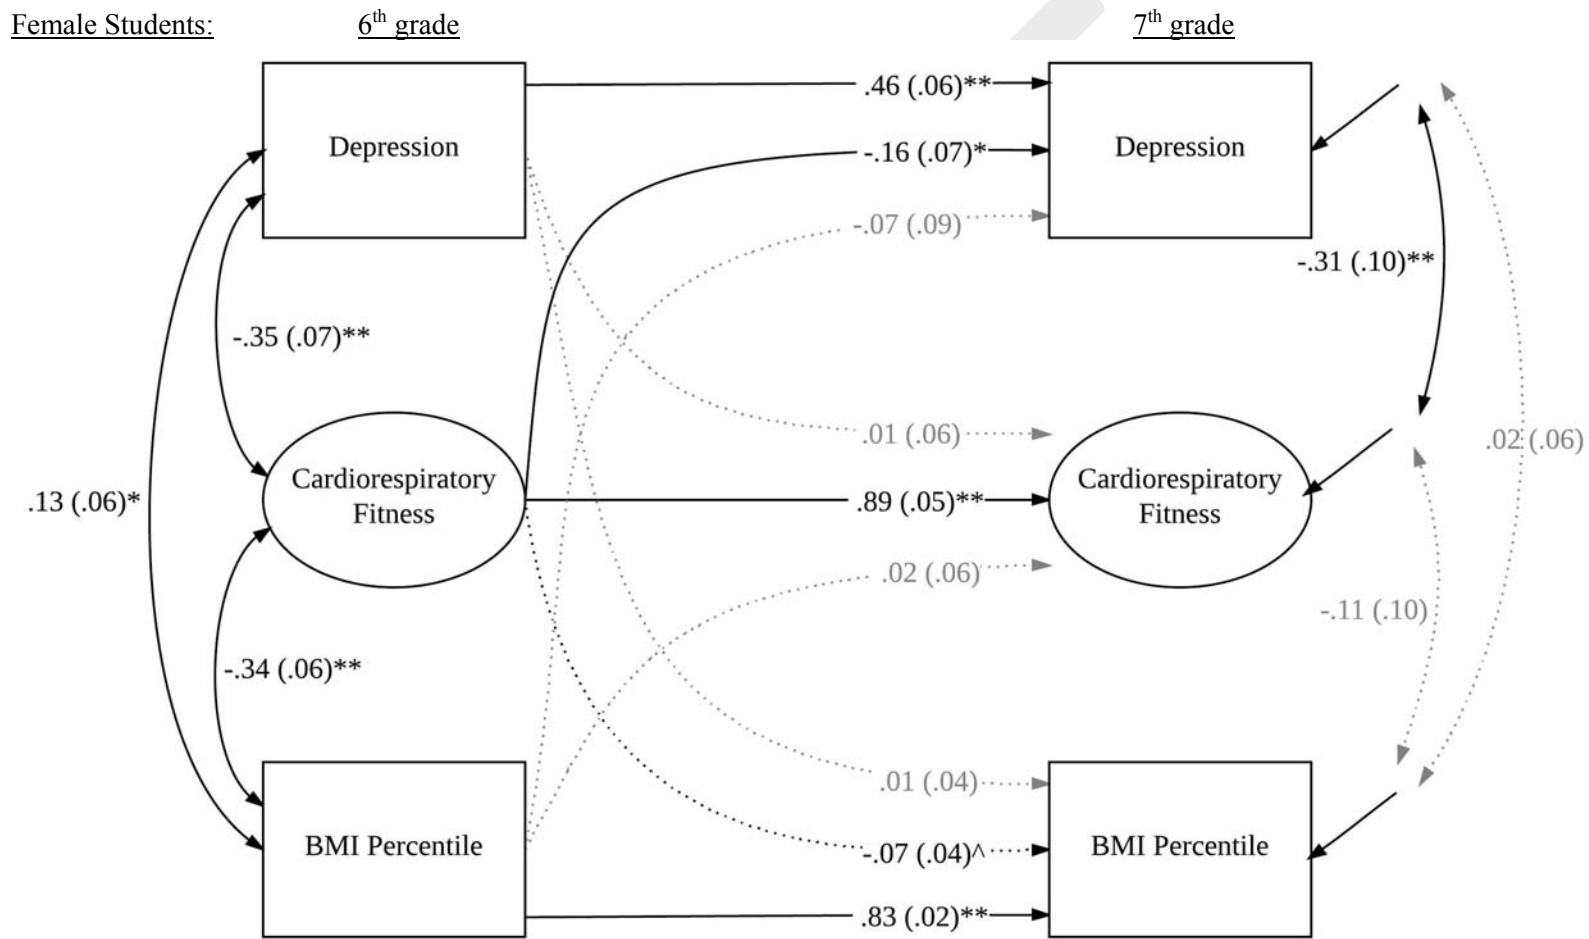 Female Students: 6th grade 7th grade
.46 (.06)**
Depression Depression
-.16 (.07)*
-.07 (.09)
-.31 (.10)**
-.35 (.07)**
.01 (.06)
.02 (.06)
Cardiorespiratory
Fitness
.13 (.06)*
.89 (.05)**
Cardiorespiratory
Fitness
.02 (.06)
-.11 (.10)
-.34 (.06)**
.01 (.04)
BMI Percentile BMI Percentile
-.07 (.04)^
.83 (.02)**